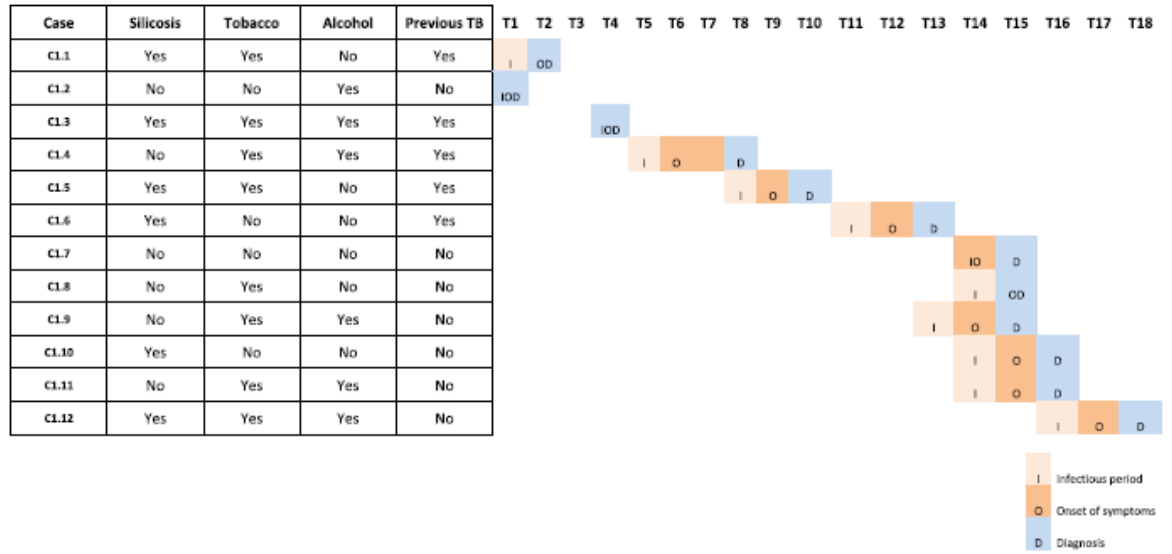 Case Silicosis Tobacco Alcohol Previous TB T1 T2 T3 T4 T5 T6 T7 T8 T9 T10 T11 T12 T13 T14 T15 T16 T17 T18
C1.1 Yes Yes No Yes I OD
C1.2 No No Yes No IOD
C1.3 Yes Yes Yes Yes IOD
C1.4 No Yes Yes Yes I O D
C1.5 Yes Yes No Yes I O D
C1.6 Yes No No Yes I O D
C1.7 No No No No IO D
C1.8 No Yes No No I OD
C1.9 No Yes Yes No I O D
C1.10 Yes No No No I O D
C1.11 No Yes Yes No I O D
C1.12 Yes Yes Yes No I O D
I Infectious period
O Onset of symptoms
D Diagnosis